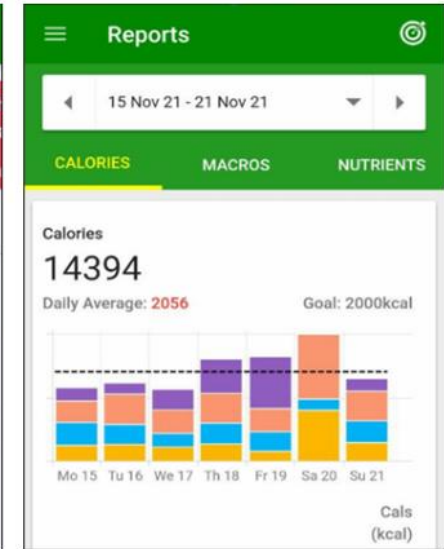 Reports
15 Nov 21 - 21 Nov 21
CALORIES MACROS NUTRIENTS
Calories
14394
Daily Average: 2056 Goal: 2000kcal
Mo 15 Tu 16 We 17 Th 18 Fr 19 Sa 20 Su 21
Cals
(kcal)